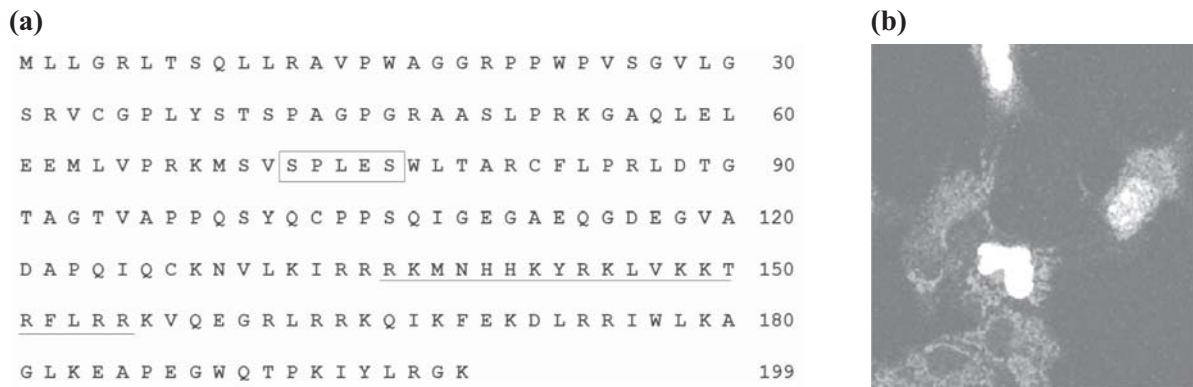 (a) (b)
M L L G R L T S Q L L R A V P W A G G R P P W P V S G V L G 30
S R V C G P L Y S T S P A G P G R A A S L P R K G A Q L E L 60
E E M L V P R K M S V S P L E S W L T A R C F L P R L D T G 90
T A G T V A P P Q S Y Q C P P S Q I G E G A E Q G D E G V A 120
D A P Q I Q C K N V L K I R R R K M N H H K Y R K L V K K T 150
R F L R R K V Q E G R L R R K Q I K F E K D L R R I W L K A 180
G L K E A P E G W Q T P K I Y L R G K 199